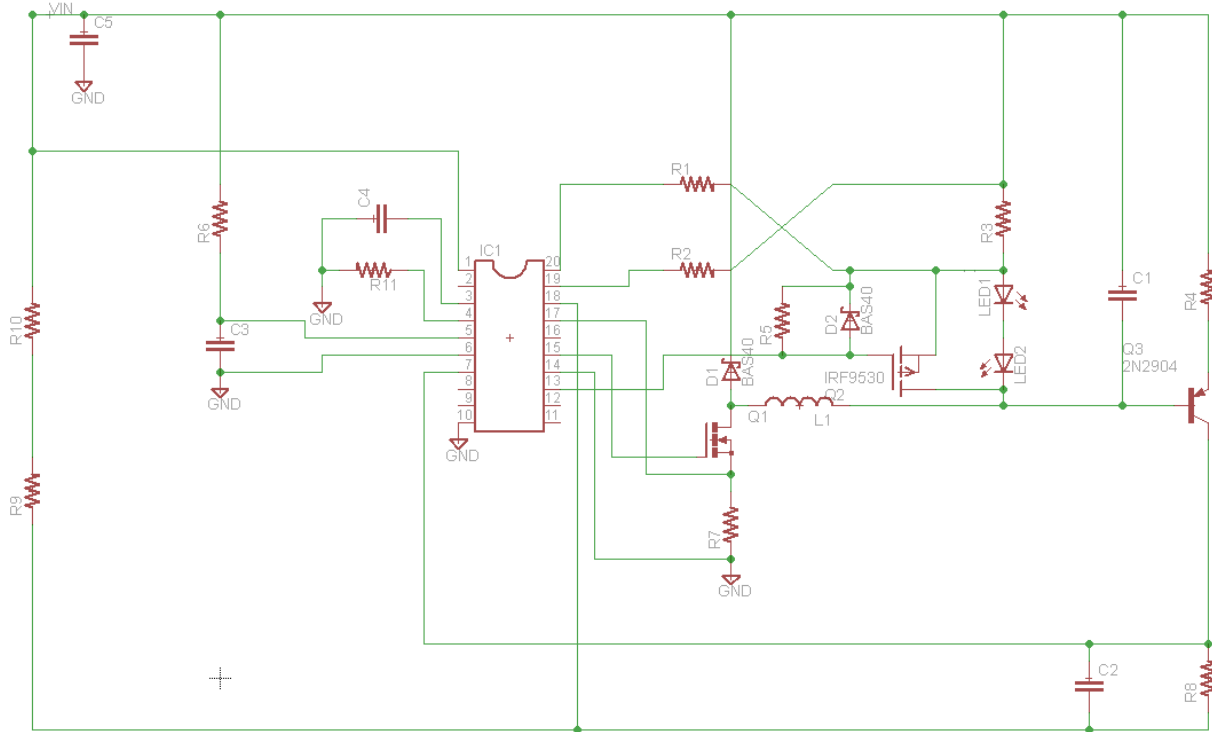 VIN
C5
GND
R1
C4
R6
R3
IC1
R2
1
20
2
19
R11
3
18
4
17
5
16
6
15
7
14
8
13
9
12
10
11
GND
LED1
C1
R4
R10
C3
GND
R5
D2
BAS40
LED2
Q3
2N2904
D1
BAS40
IRF9530
Q2
Q1
L1
GND
R9
R7
GND
C2
R8